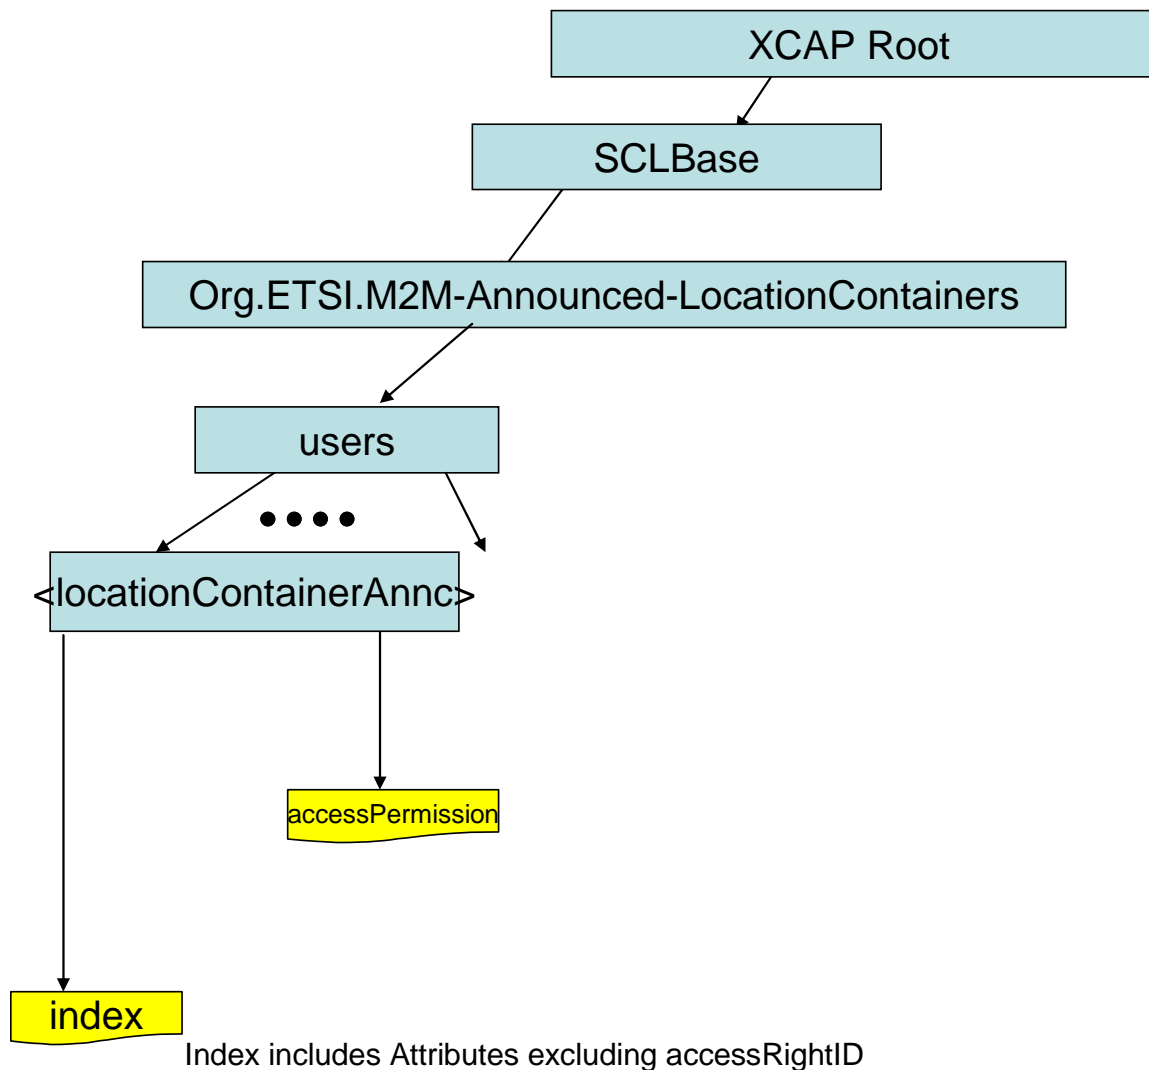 XCAP Root
SCLBase
Org.ETSI.M2M-Announced-LocationContainers
users
<locationContainerAnnc>
accessPermission
index
Index includes Attributes excluding accessRightID